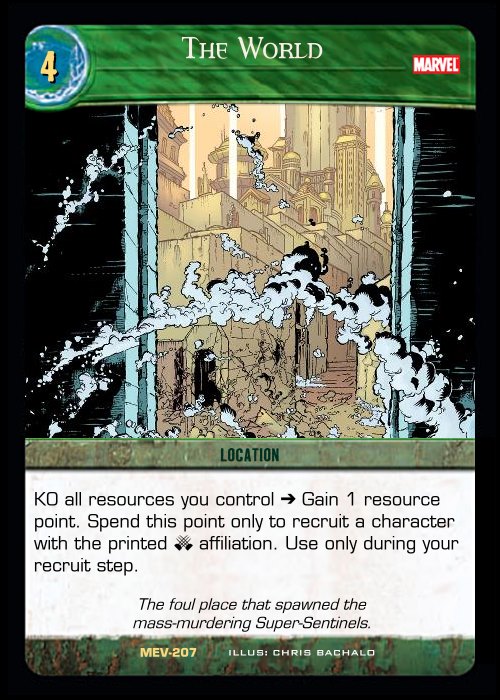 The World
4
MARVEL
LOCATION
KO all resources you control ➔ Gain 1 resource
point. Spend this point only to recruit a character
with the printed affiliation. Use only during your
recruit step.
The foul place that spawned the
mass-murdering Super-Sentinels.
MEV-207 ILLUS: CHRIS BACHALO